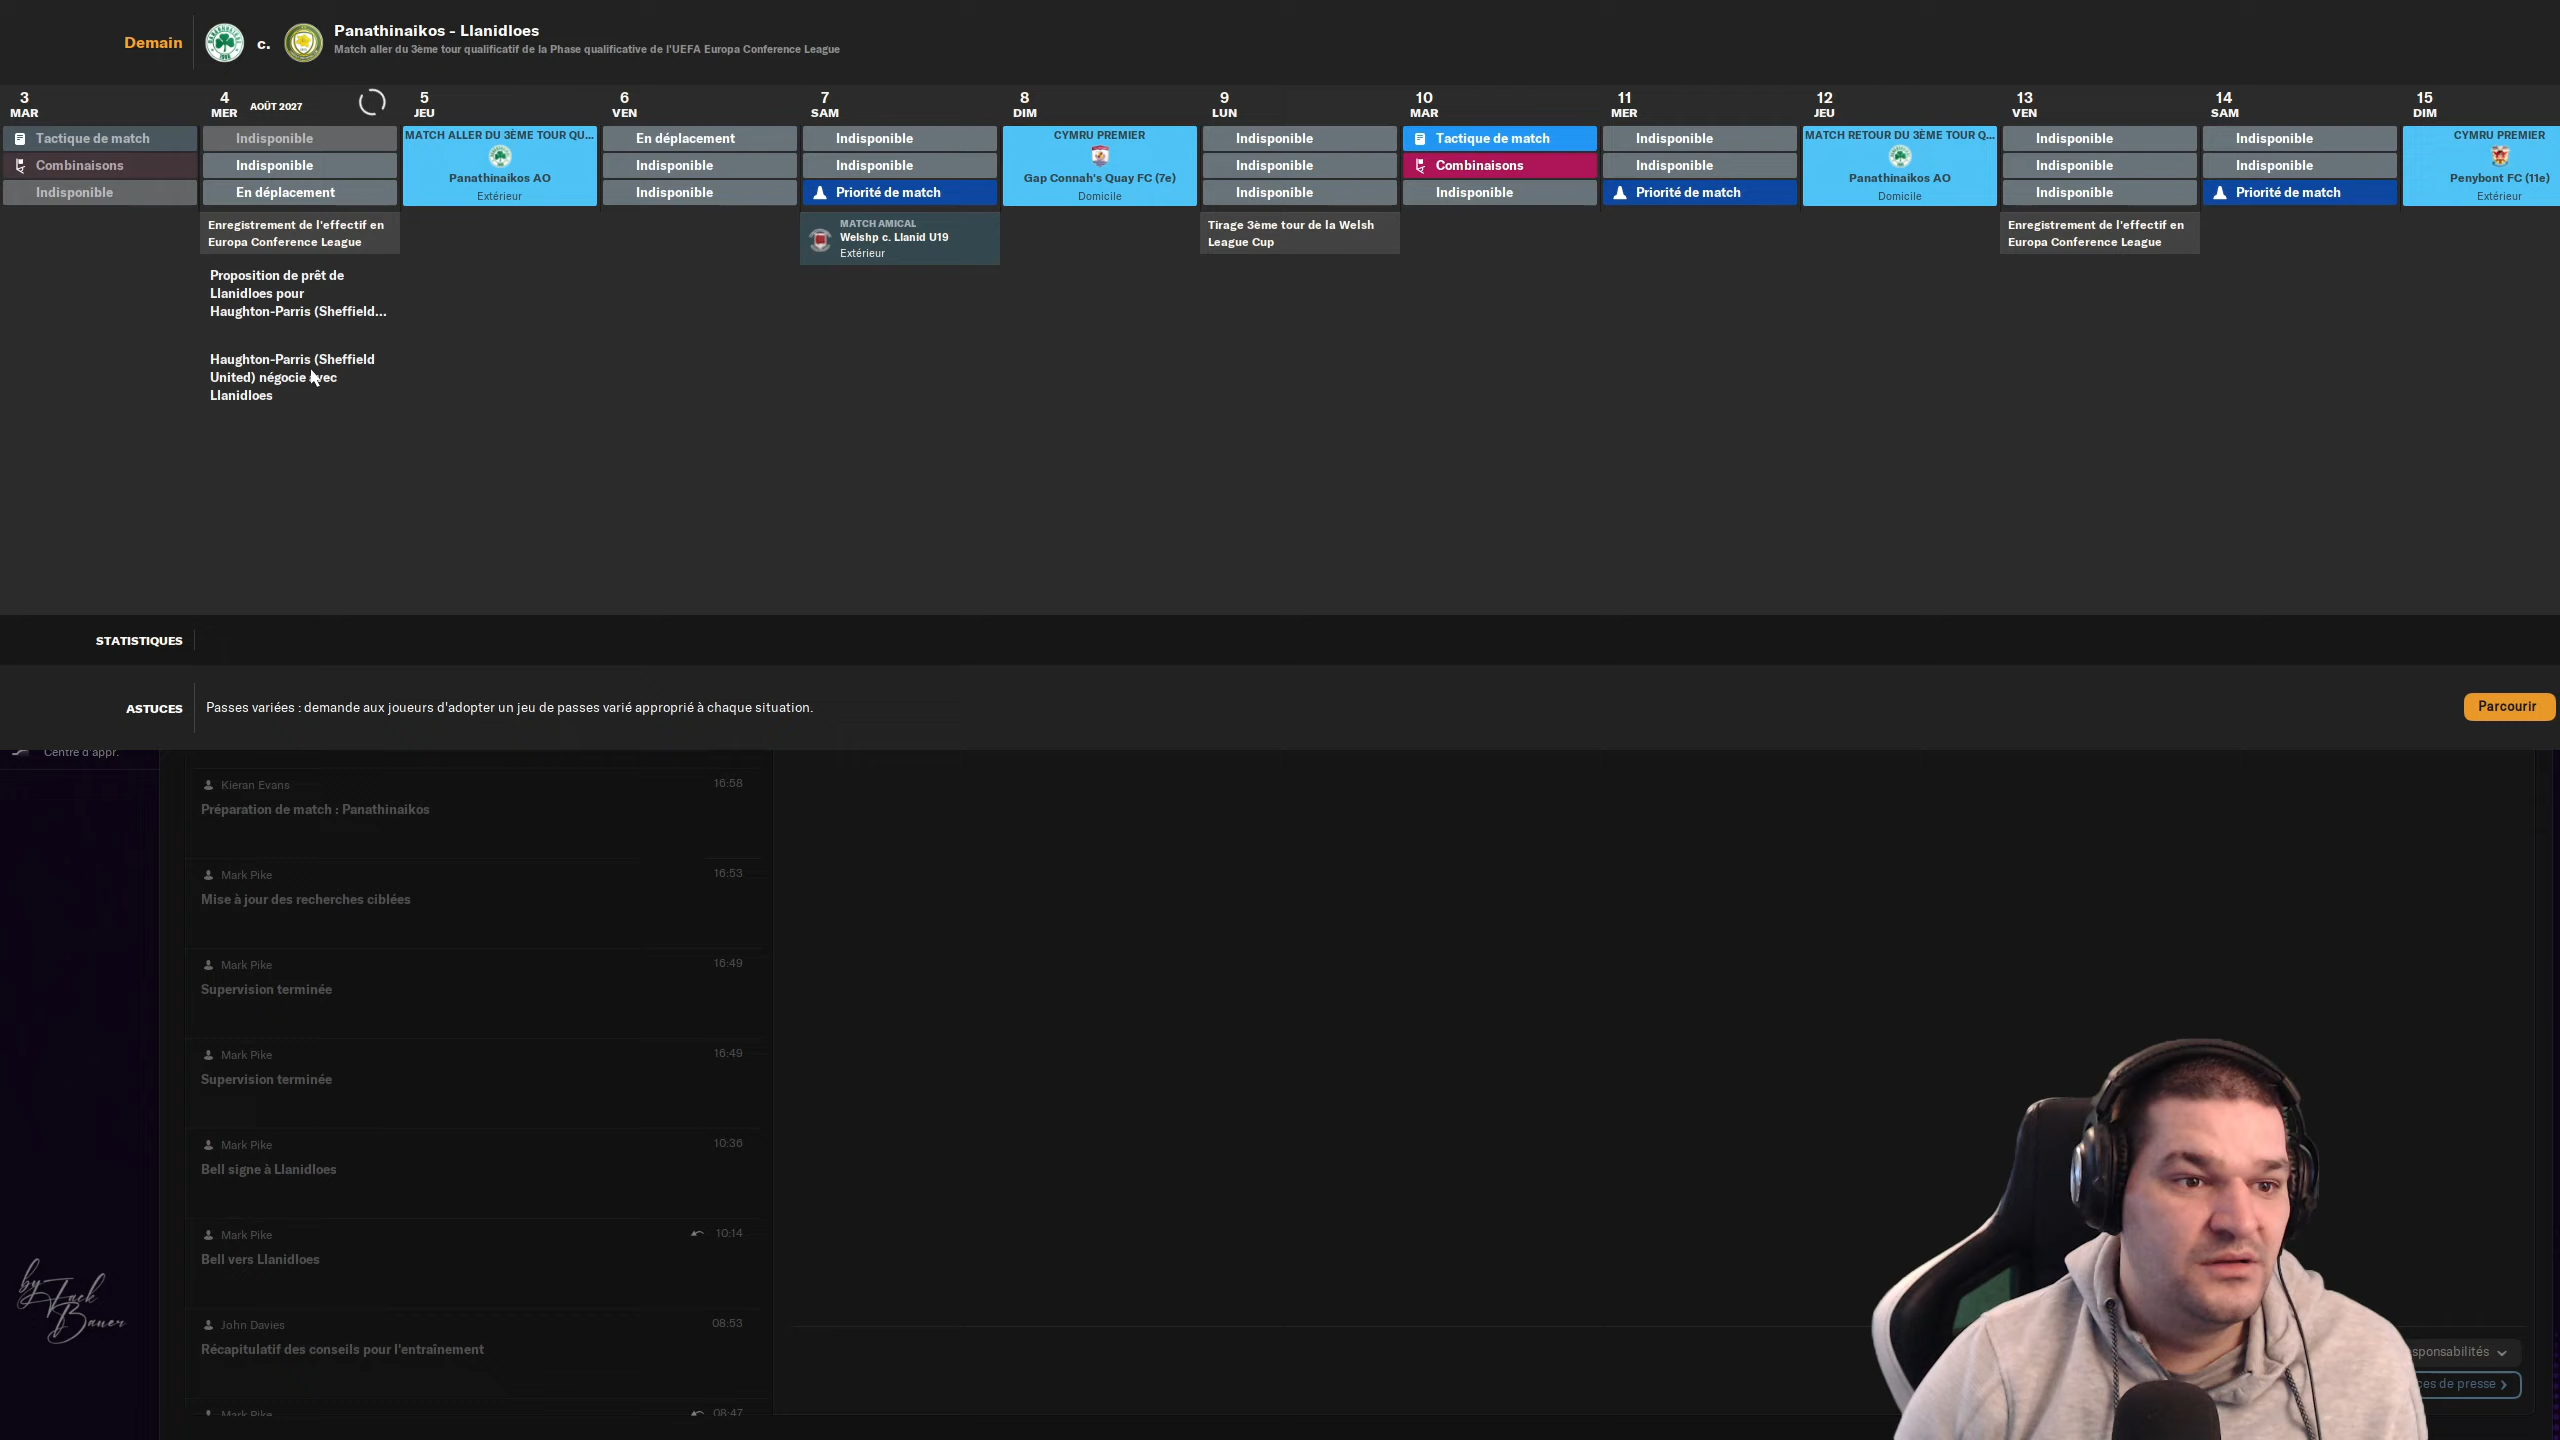 Demain
c.
Panathinaikos - Llanidloes
Match aller du 3ème tour qualificatif de la Phase qualificative de l'UEFA Europa Conference League
3
MAR
4
MER
AOÛT 2027
5
JEU
6
VEN
7
SAM
8
DIM
9
LUN
10
MAR
11
MER
12
JEU
13
VEN
14
SAM
15
DIM
Tactique de match
Combinaisons
Indisponible
Indisponible
Indisponible
En déplacement
Enregistrement de l'effectif en
Europa Conference League
Proposition de prêt de
Llanidloes pour
Haughton-Parris (Sheffield...
Haughton-Parris (Sheffield
United) négocie avec
Llanidloes
MATCH ALLER DU 3ÈME TOUR QU...
Panathinaikos AO
Extérieur
En déplacement
Indisponible
Indisponible
Indisponible
Indisponible
Priorité de match
MATCH AMICAL
Welshp c. Llanid U19
Extérieur
CYMRU PREMIER
Gap Connah's Quay FC (7e)
Domicile
Indisponible
Indisponible
Indisponible
Tirage 3ème tour de la Welsh
League Cup
Tactique de match
Combinaisons
Indisponible
Indisponible
Indisponible
Priorité de match
MATCH RETOUR DU 3ÈME TOUR Q...
Panathinaikos AO
Domicile
Indisponible
Indisponible
Indisponible
Enregistrement de l'effectif en
Europa Conference League
Indisponible
Indisponible
Priorité de match
CYMRU PREMIER
Penybont FC (11e)
Extérieur
STATISTIQUES
ASTUCES
Passes variées : demande aux joueurs d'adopter un jeu de passes varié approprié à chaque situation.
Parcourir
Centre d'appr.
Kieran Evans
16:58
Préparation de match : Panathinaikos
Mark Pike
16:53
Mise à jour des recherches ciblées
Mark Pike
16:49
Supervision terminée
Mark Pike
16:49
Supervision terminée
Mark Pike
10:36
Bell signe à Llanidloes
Mark Pike
10:14
Bell vers Llanidloes
John Davies
08:53
Récapitulatif des conseils pour l'entraînement
Mark Pike
08:47
by Jack
Bauer
sponsabilités
ces de presse